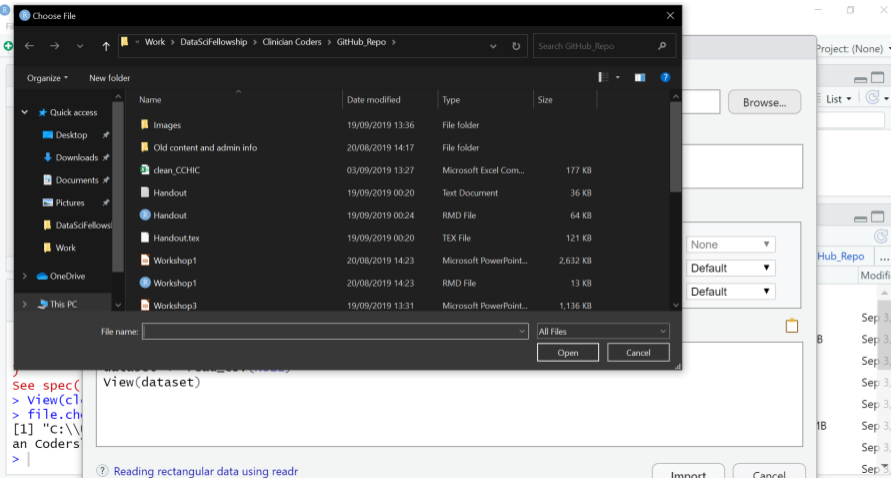 Choose File
Work > DataSciFellowship > Clinician Coders > GitHub_Repo >
Search GitHub_Repo
Organize
New folder
Name Date modified Type Size
Quick access
Desktop
Downloads
Documents
Pictures
DataSciFellowsl
Work
OneDrive
This PC
Images 19/09/2019 13:36 File folder
Old content and admin info 20/08/2019 14:17 File folder
clean_CCHIC 03/09/2019 13:27 Microsoft Excel Com... 177 KB
Handout 19/09/2019 00:20 Text Document 36 KB
Handout 19/09/2019 00:24 RMD File 64 KB
Handout.tex 19/09/2019 00:20 TEX File 121 KB
Workshop1 20/08/2019 14:23 Microsoft PowerPoint... 2,632 KB
Workshop1 20/08/2019 14:23 RMD File 13 KB
Workshop3 19/09/2019 13:31 Microsoft PowerPoint... 1,136 KB
File name:
All Files
Open
Cancel
Project: (None)
Browse...
List
None
Default
Default
Hub_Repo
...
Modifi
Sep 3,
B Sep 3,
Sep 3,
Sep 3,
Sep 3,
MB Sep 3,
Sep 3,
Sep 3,
View(dataset)
See spec(
> View(cl
> file.cho
[1] "C:\\
an Coders
>
? Reading rectangular data using readr
Import
Cancel